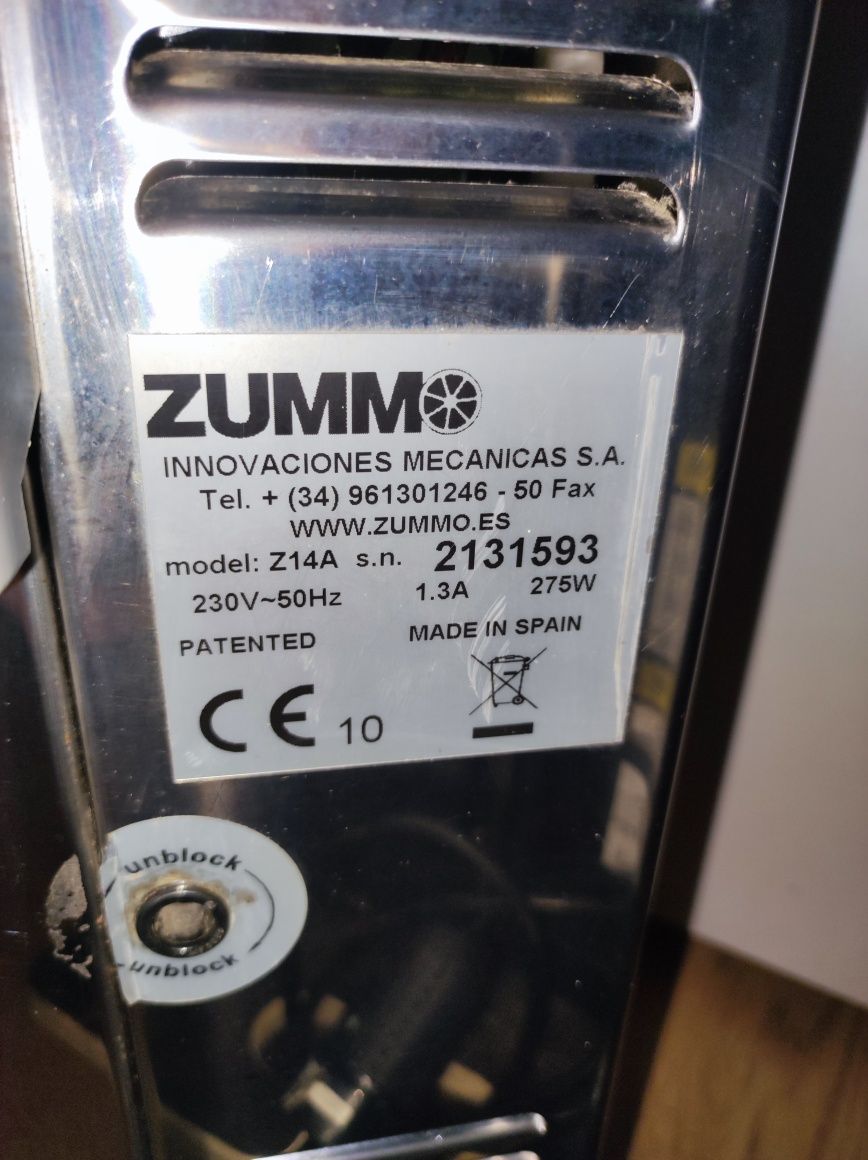 ZUMMO
INNOVACIONES MECANICAS S.A.
Tel. + (34) 961301246 - 50 Fax
WWW.ZUMMO.ES
model: Z14A s.n. 2131593
230V~50Hz 1.3A 275W
PATENTED MADE IN SPAIN
CE 10
unblock
unblock